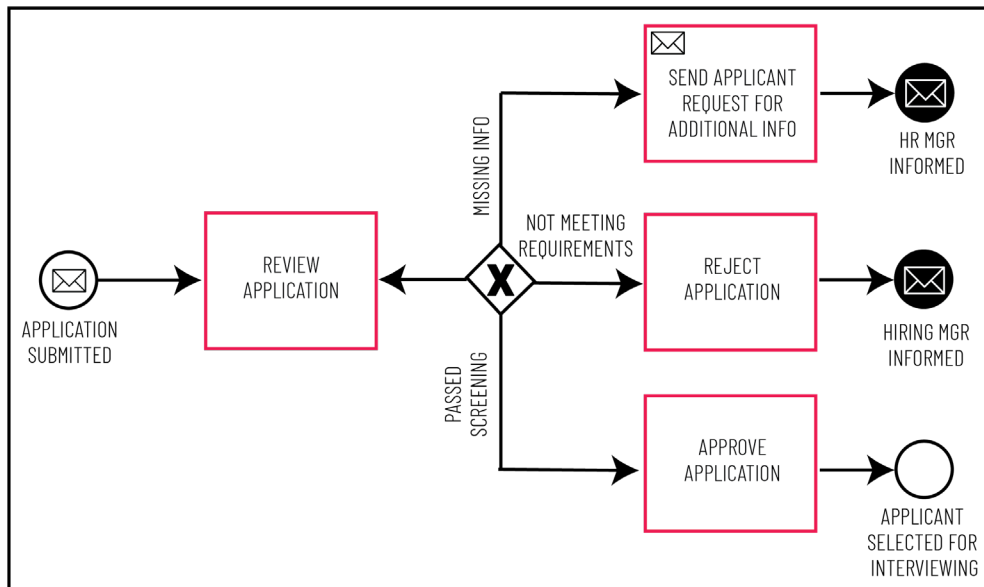 APPLICATION
SUBMITTED
REVIEW
APPLICATION
X
MISSING INFO
NOT MEETING
REQUIREMENTS
PASSED
SCREENING
SEND APPLICANT
REQUEST FOR
ADDITIONAL INFO
HR MGR
INFORMED
REJECT
APPLICATION
HIRING MGR
INFORMED
APPROVE
APPLICATION
APPLICANT
SELECTED FOR
INTERVIEWING